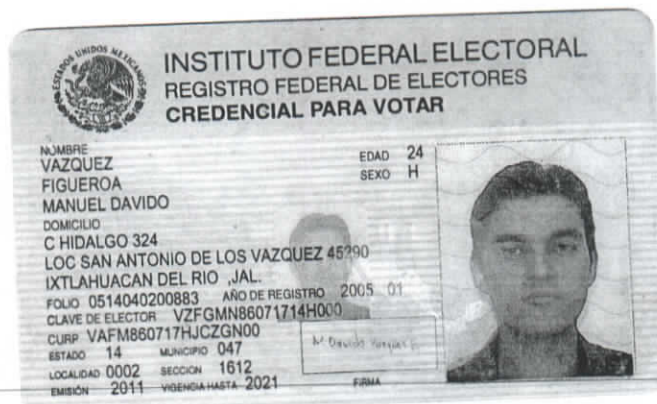 ESTADOS UNIDOS MEXICANOS
INSTITUTO FEDERAL ELECTORAL
REGISTRO FEDERAL DE ELECTORES
CREDENCIAL PARA VOTAR
NOMBRE
VAZQUEZ
FIGUEROA
MANUEL DAVIDO
EDAD 24
SEXO H
DOMICILIO
C HIDALGO 324
LOC SAN ANTONIO DE LOS VAZQUEZ 45290
IXTLAHUACAN DEL RIO ,JAL.
FOLIO 0514040200883 AÑO DE REGISTRO 2005 01
CLAVE DE ELECTOR VZFGMN86071714H000
CURP VAFM860717HJCZGN00
ESTADO 14 MUNICIPIO 047
LOCALIDAD 0002 SECCION 1612
EMISIÓN 2011 VIGENCIA HASTA 2021
FIRMA